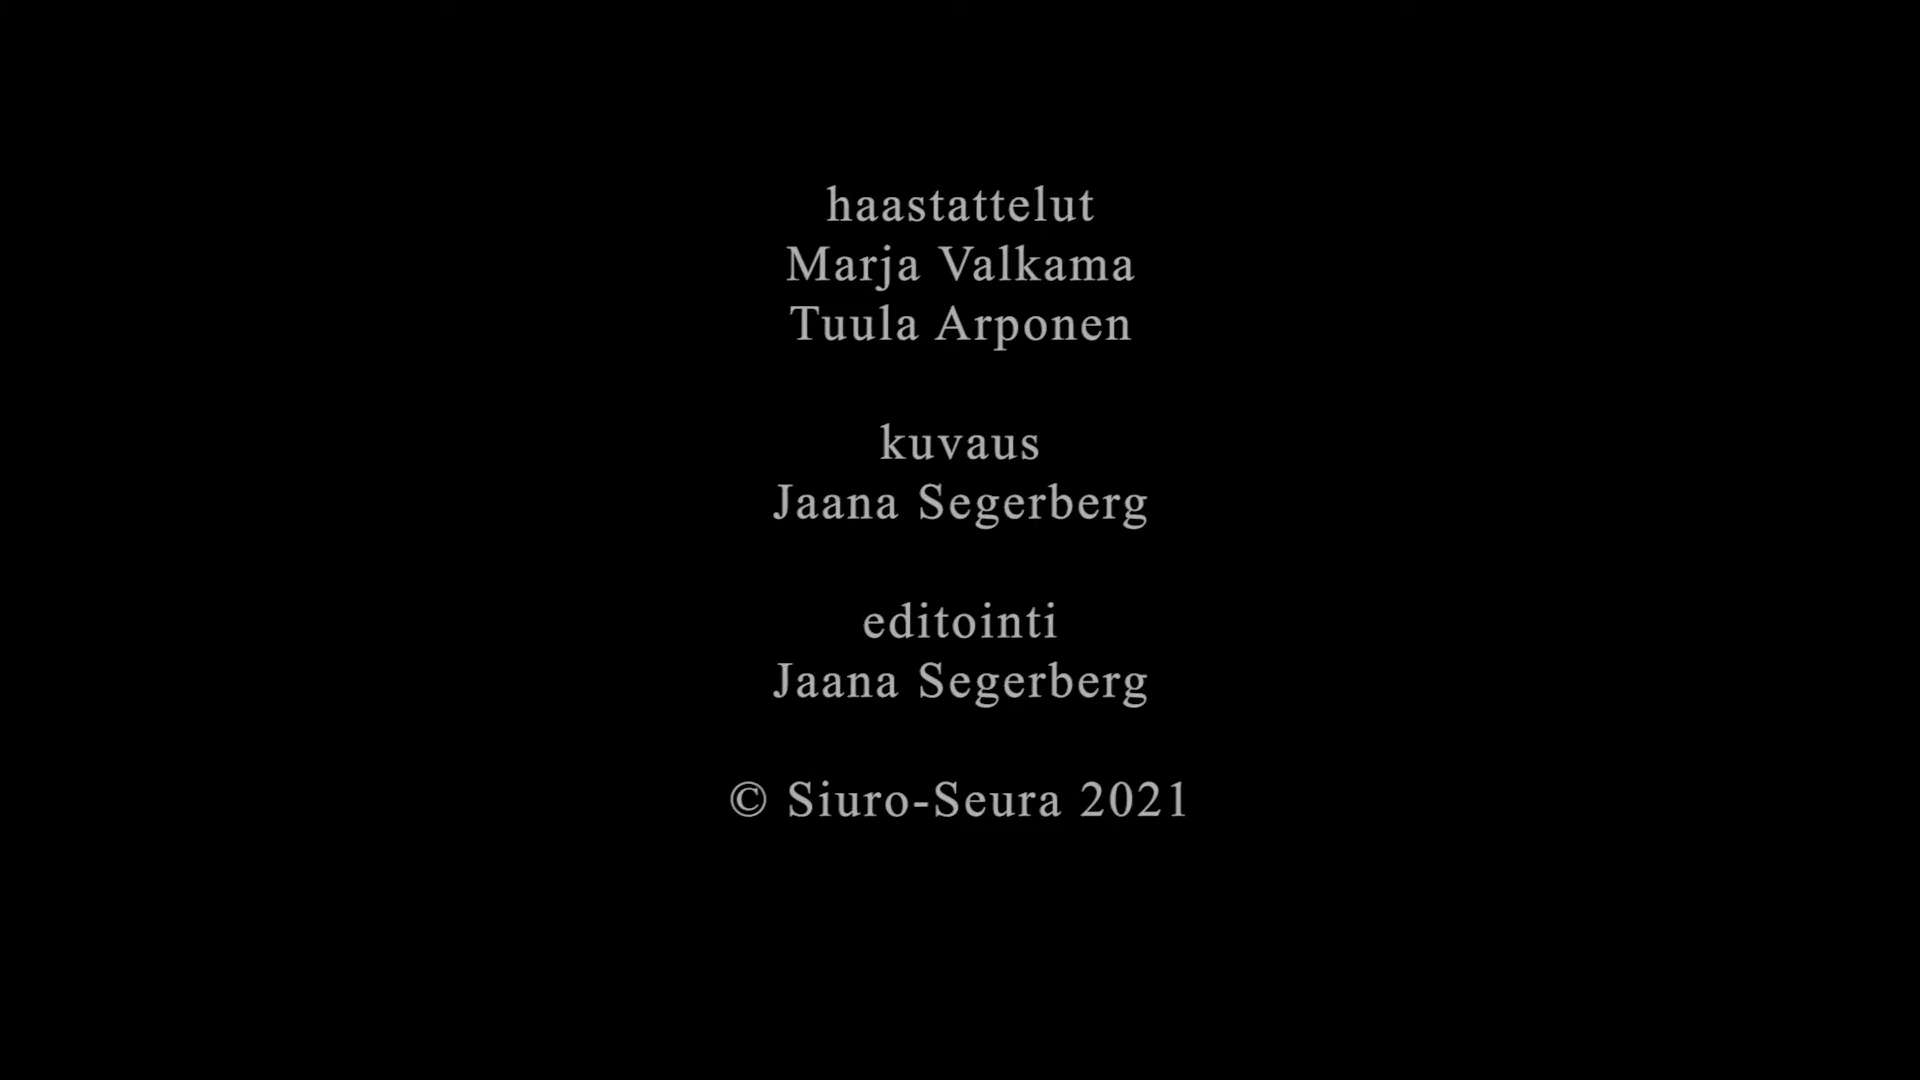 haastattelut
Marja Valkama
Tuula Arponen
kuvaus
Jaana Segerberg
editointi
Jaana Segerberg
© Siuro-Seura 2021